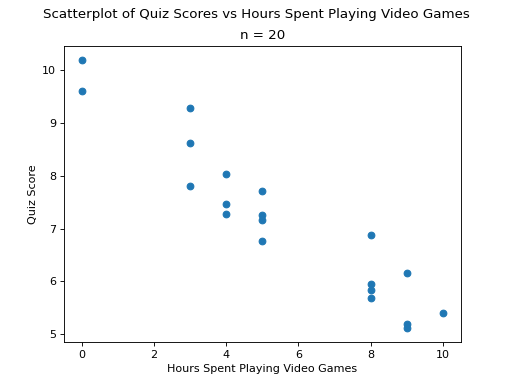 Scatterplot of Quiz Scores vs Hours Spent Playing Video Games
n = 20
10
9
8
7
6
5
Quiz Score
0 2 4 6 8 10
Hours Spent Playing Video Games